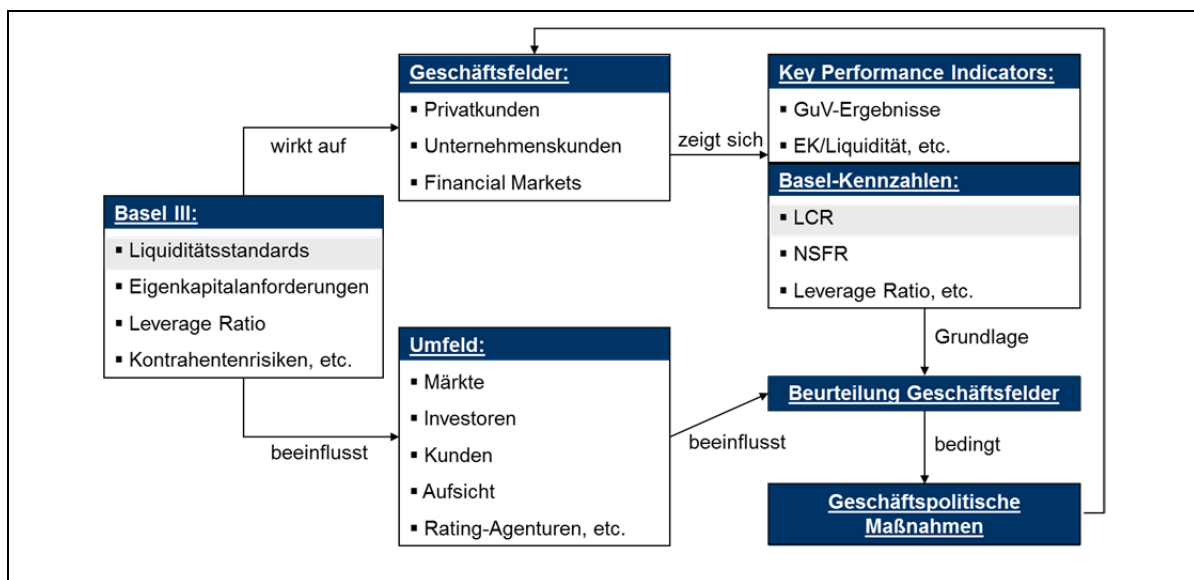 Geschäftsfelder:
▪ Privatkunden
▪ Unternehmenskunden
▪ Financial Markets
Key Performance Indicators:
▪ GuV-Ergebnisse
▪ EK/Liquidität, etc.
Basel-Kennzahlen:
▪ LCR
▪ NSFR
▪ Leverage Ratio, etc.
wirkt auf
zeigt sich
Basel III:
▪ Liquiditätsstandards
▪ Eigenkapitalanforderungen
▪ Leverage Ratio
▪ Kontrahentenrisiken, etc.
Umfeld:
▪ Märkte
▪ Investoren
▪ Kunden
▪ Aufsicht
▪ Rating-Agenturen, etc.
beeinflusst
beeinflusst
Grundlage
Beurteilung Geschäftsfelder
bedingt
Geschäftspolitische
Maßnahmen